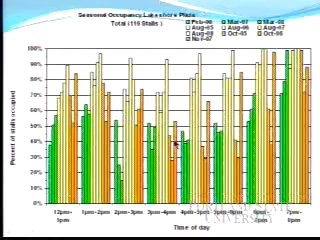 Seasonal Occupancy Lakeshore Plaza
Total (116 Stalls )
Feb-06 Mar-07 Mar-08
Aug-05 Aug-06 Aug-07
Aug-08 Oct-05 Oct-06
Nov-07
100%
90%
80%
70%
60%
50%
40%
30%
20%
10%
0%
Percent of stalls occupied
12pm-1pm 1pm-2pm 2pm-3pm 3pm-4pm 4pm-5pm 5pm-6pm 7pm-8pm
Time of day
PORTLAND STATE
UNIVERSITY